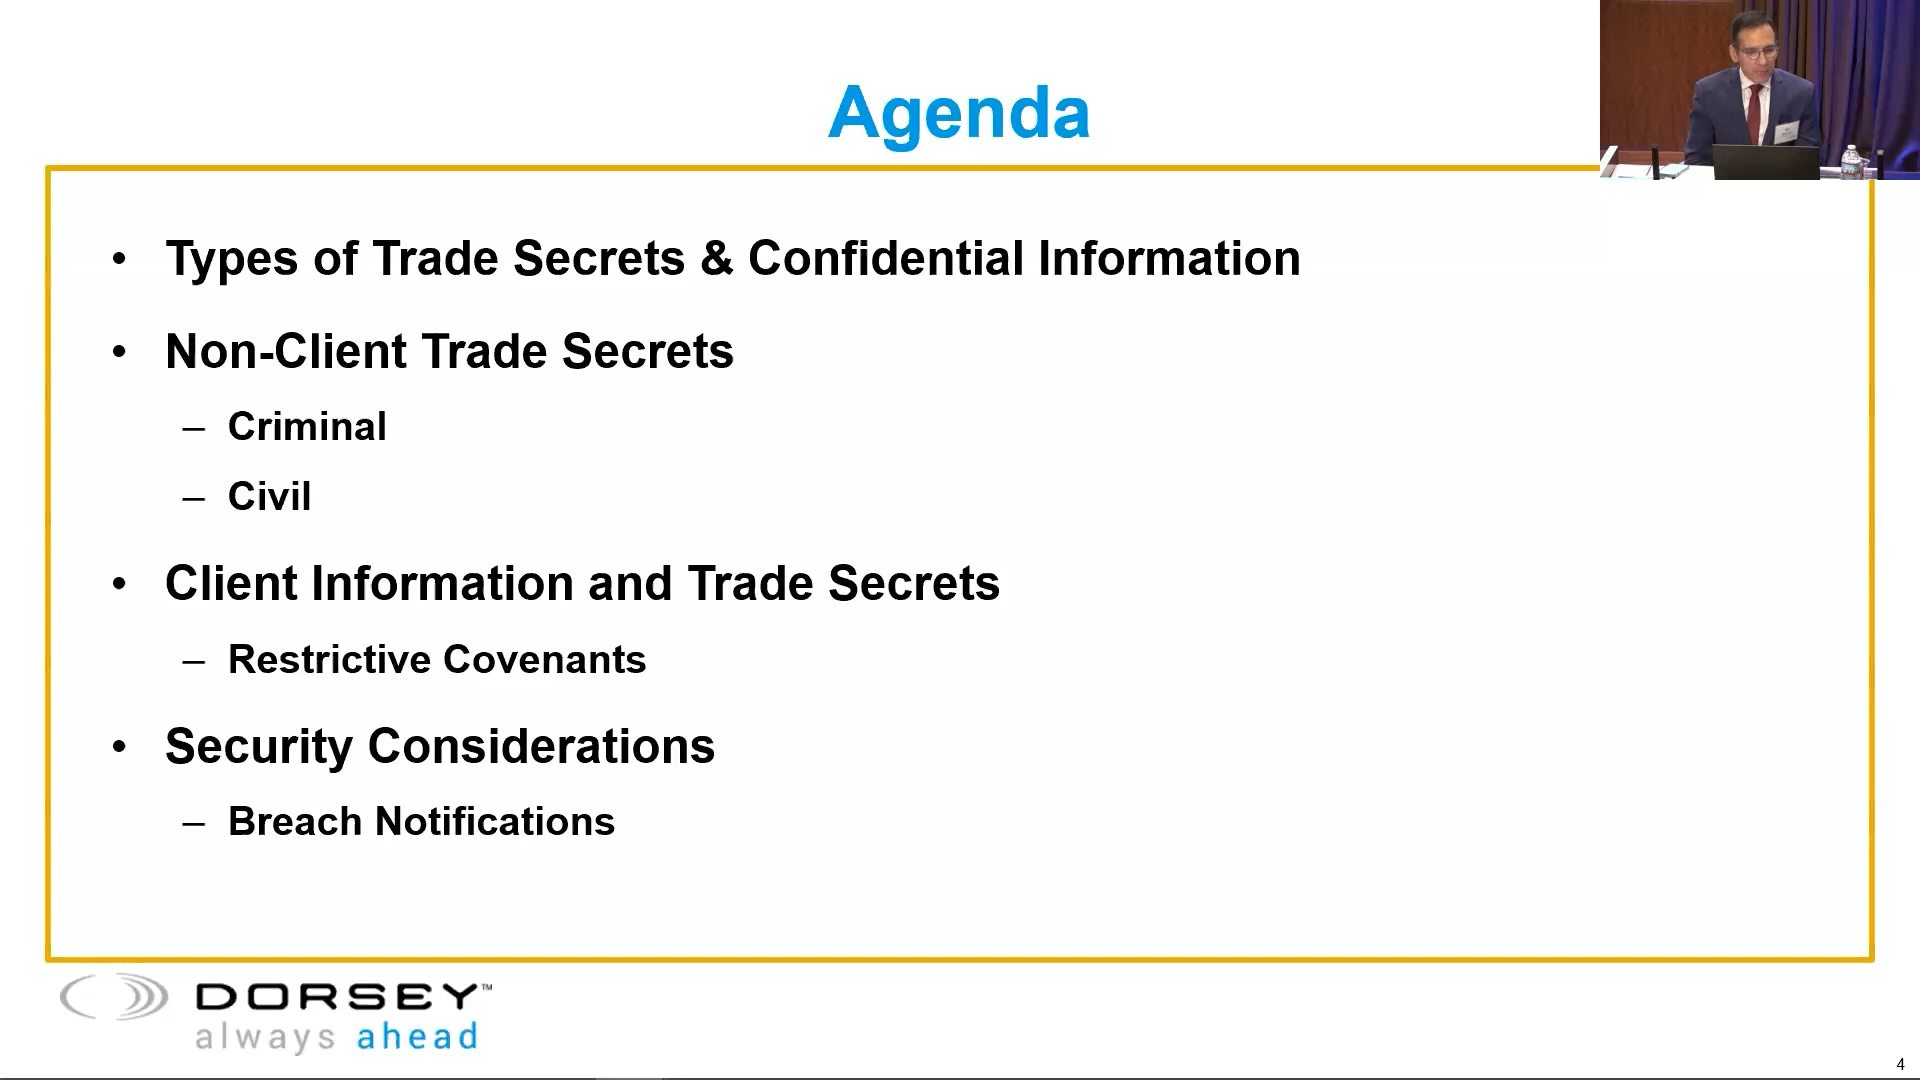 Agenda
• Types of Trade Secrets & Confidential Information
• Non-Client Trade Secrets
– Criminal
– Civil
• Client Information and Trade Secrets
– Restrictive Covenants
• Security Considerations
– Breach Notifications
DORSEY™
always ahead
4